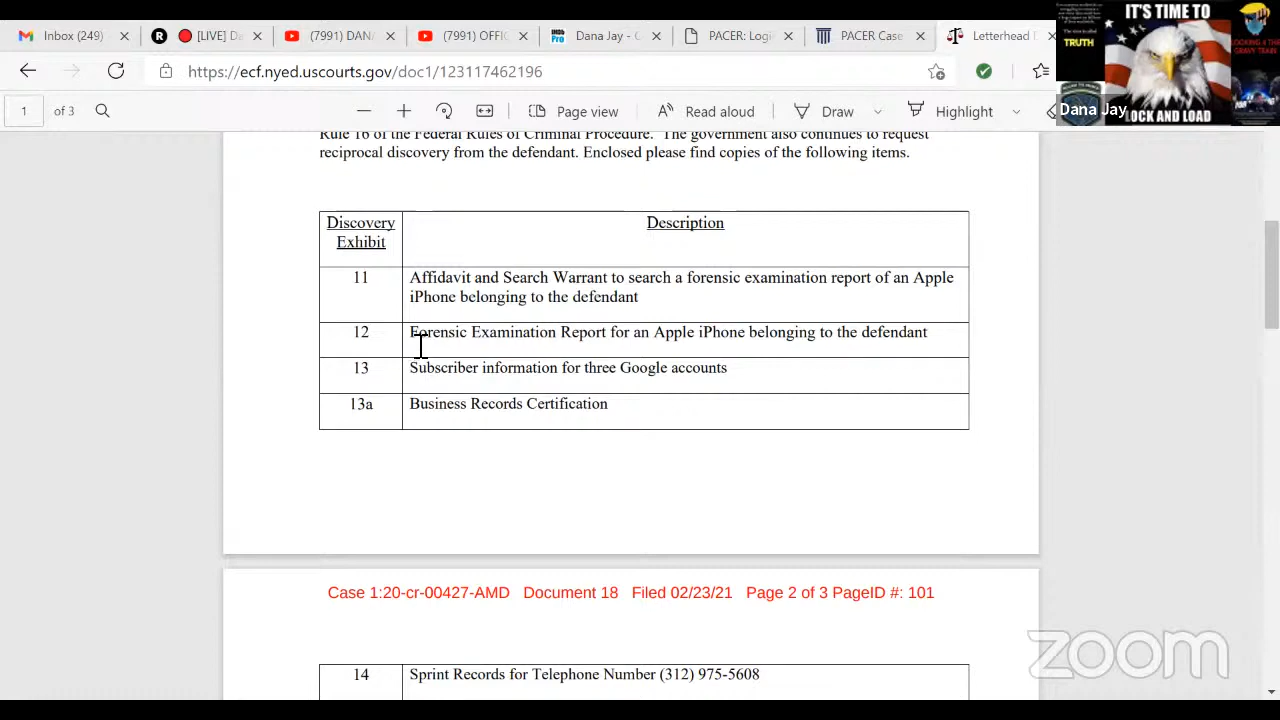 Inbox (249)
[LIVE] Da
(7991) DAN
Dana Jay -
PACER: Logi
PACER Case
Letterhead
https://ecf.nyed.uscourts.gov/doc1/123117462196
1 of 3
Page view
Read aloud
Draw
Highlight
IT'S TIME TO
LOCK AND LOAD
TRUTH
Dana Jay
Rule 16 of the Federal Rules of Criminal Procedure. The government also continues to request
reciprocal discovery from the defendant. Enclosed please find copies of the following items.
Discovery
Exhibit
Description
11
Affidavit and Search Warrant to search a forensic examination report of an Apple
iPhone belonging to the defendant
12
Forensic Examination Report for an Apple iPhone belonging to the defendant
13
Subscriber information for three Google accounts
13a
Business Records Certification
Case 1:20-cr-00427-AMD Document 18 Filed 02/23/21 Page 2 of 3 PageID #: 101
14
Sprint Records for Telephone Number (312) 975-5608
zoom